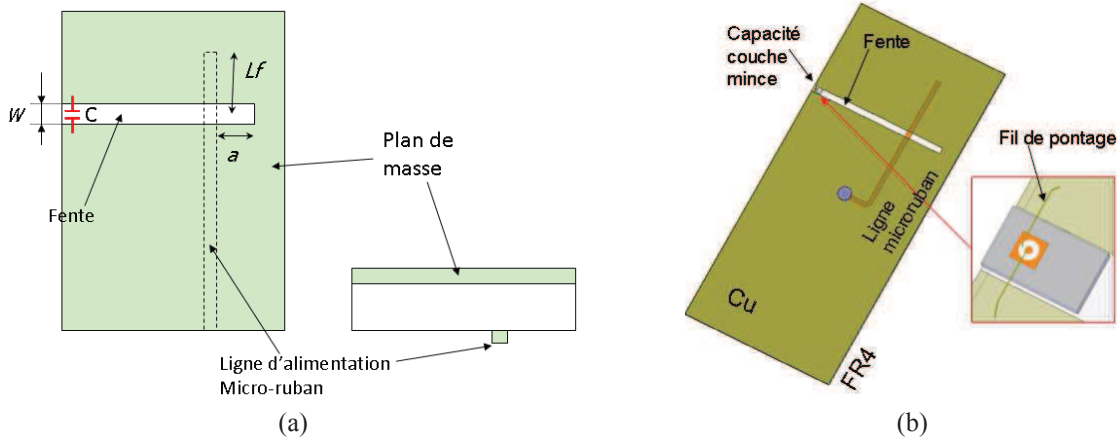 Lf
W
C
a
Plan de
masse
Fente
Ligne d'alimentation
Micro-ruban
(a)
Capacité
couche
mince
Fente
Fil de pontage
Ligne
microruban
Cu
FR4
(b)